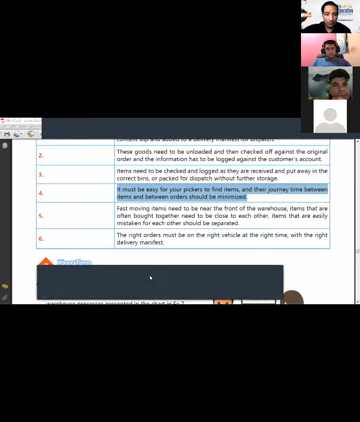 2.
These goods need to be unloaded and then checked off against the original
order and the information has to be logged against the customer's account.
3.
Items need to be checked and logged as they are received and put away in the
correct bins, or packed for dispatch without further storage.
4.
It must be easy for your pickers to find items, and their journey time between
items and between orders should be minimized.
5.
Fast moving items need to be near the front of the warehouse, items that are
often bought together need to be close to each other, items that are easily
mistaken for each other should be separated.
6.
The right orders must be on the right vehicle at the right time, with the right
delivery manifest.
Your Turn